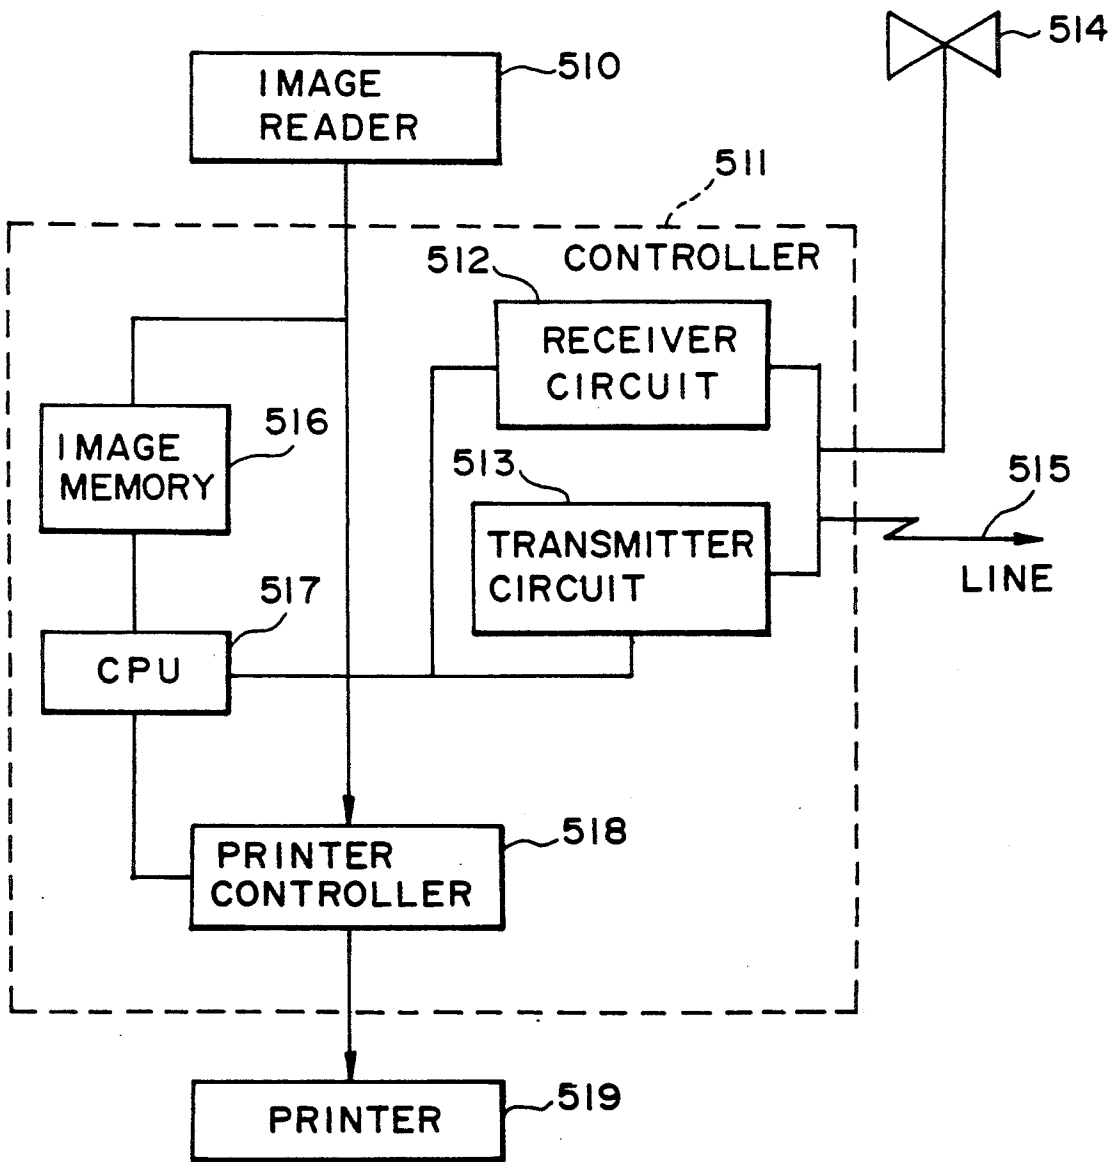 514
510
IMAGE
READER
511
CONTROLLER
512
RECEIVER
CIRCUIT
516
IMAGE
MEMORY
513
515
TRANSMITTER
CIRCUIT
LINE
517
CPU
518
PRINTER
CONTROLLER
519
PRINTER